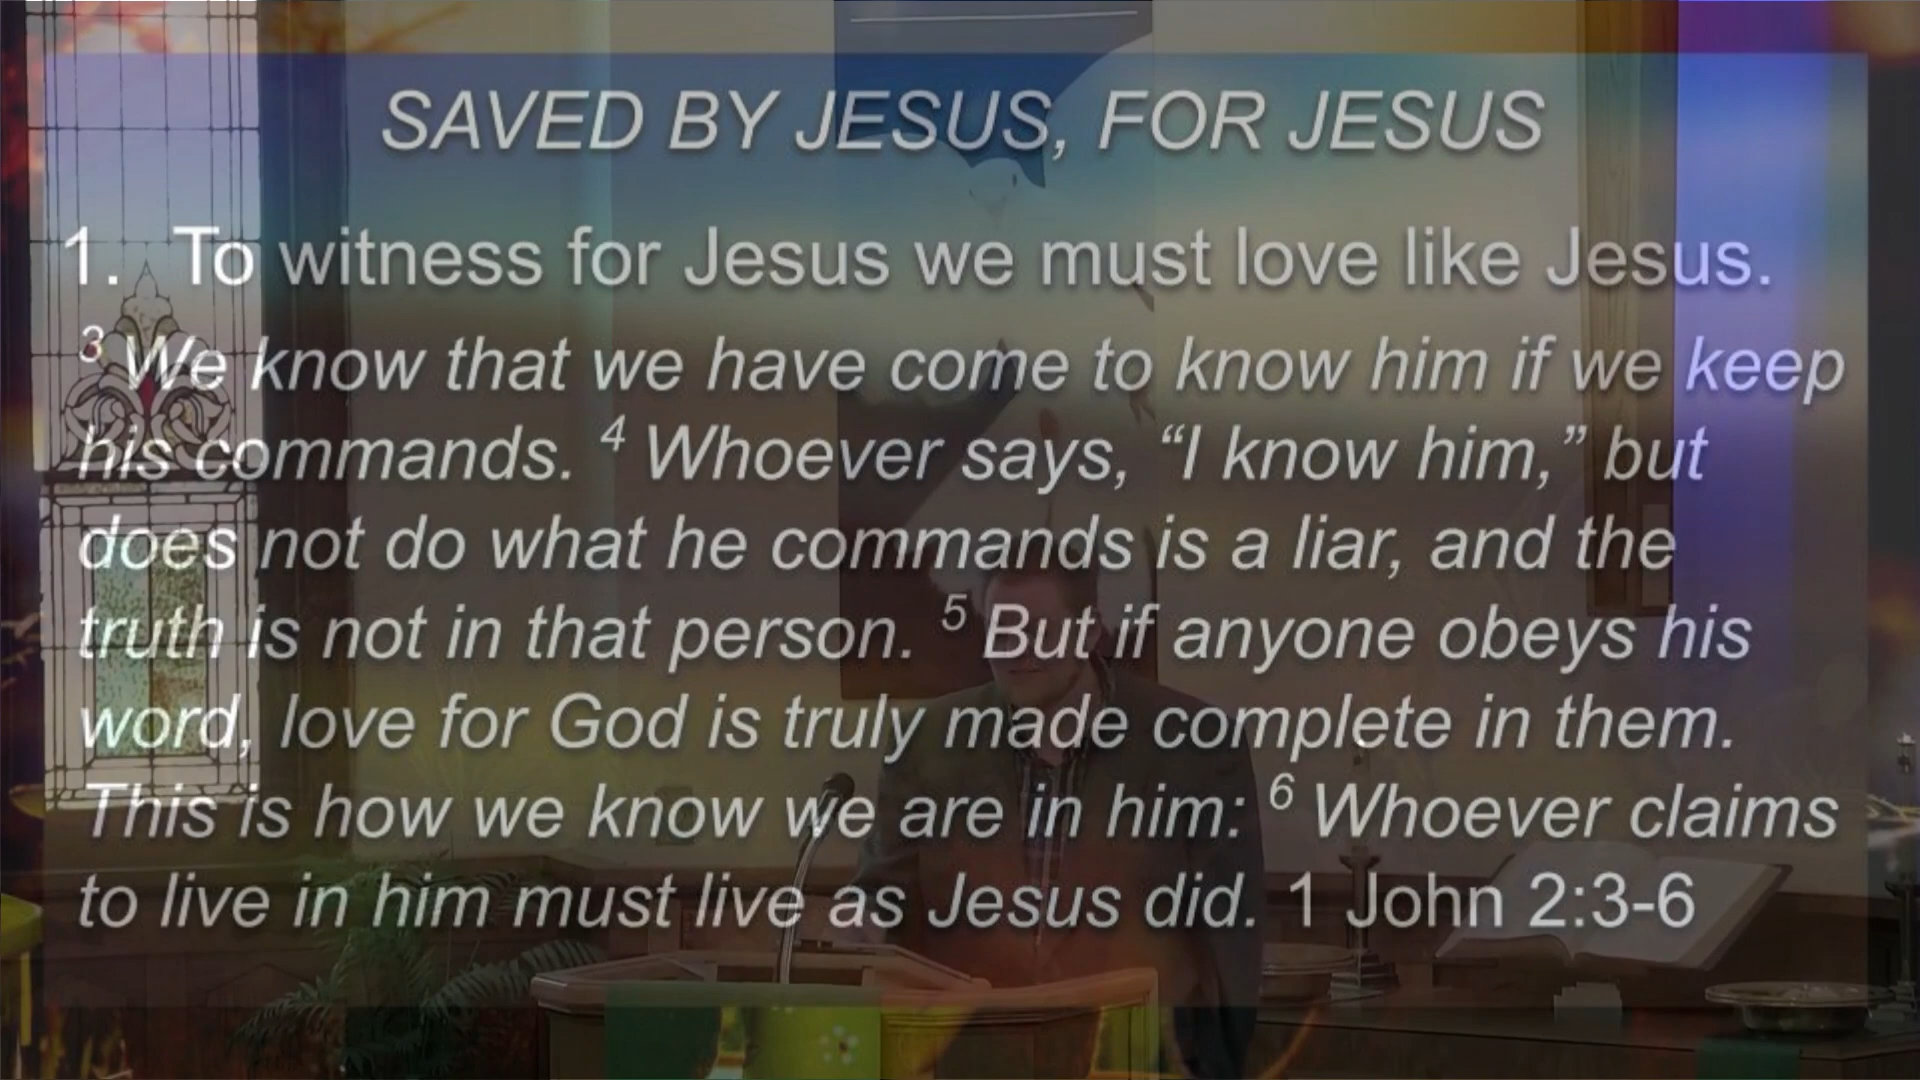 SAVED BY JESUS, FOR JESUS
1. To witness for Jesus we must love like Jesus.
³ We know that we have come to know him if we keep
his commands. ⁴ Whoever says, “I know him,” but
does not do what he commands is a liar, and the
truth is not in that person. ⁵ But if anyone obeys his
word, love for God is truly made complete in them.
This is how we know we are in him: ⁶ Whoever claims
to live in him must live as Jesus did. 1 John 2:3-6